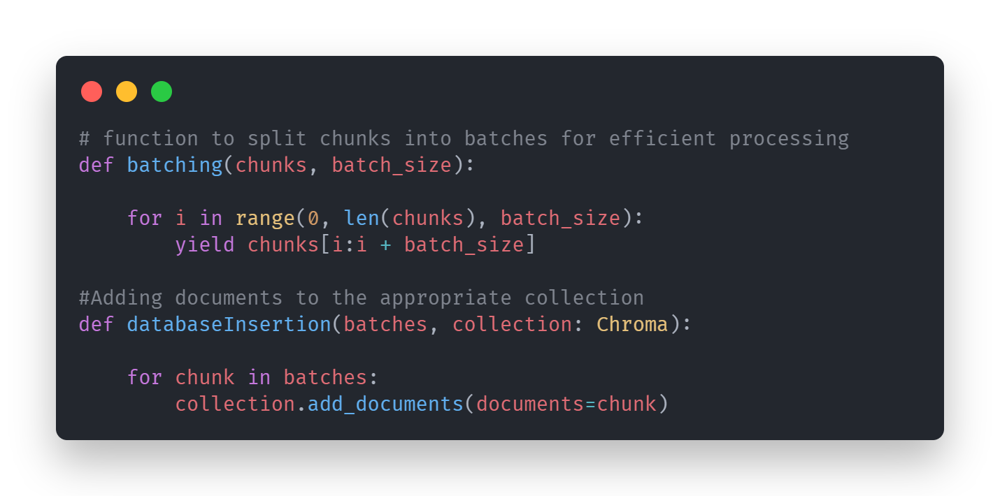 # function to split chunks into batches for efficient processing
def batching(chunks, batch_size):
    for i in range(0, len(chunks), batch_size):
        yield chunks[i:i + batch_size]
#Adding documents to the appropriate collection
def databaseInsertion(batches, collection: Chroma):
    for chunk in batches:
        collection.add_documents(documents=chunk)